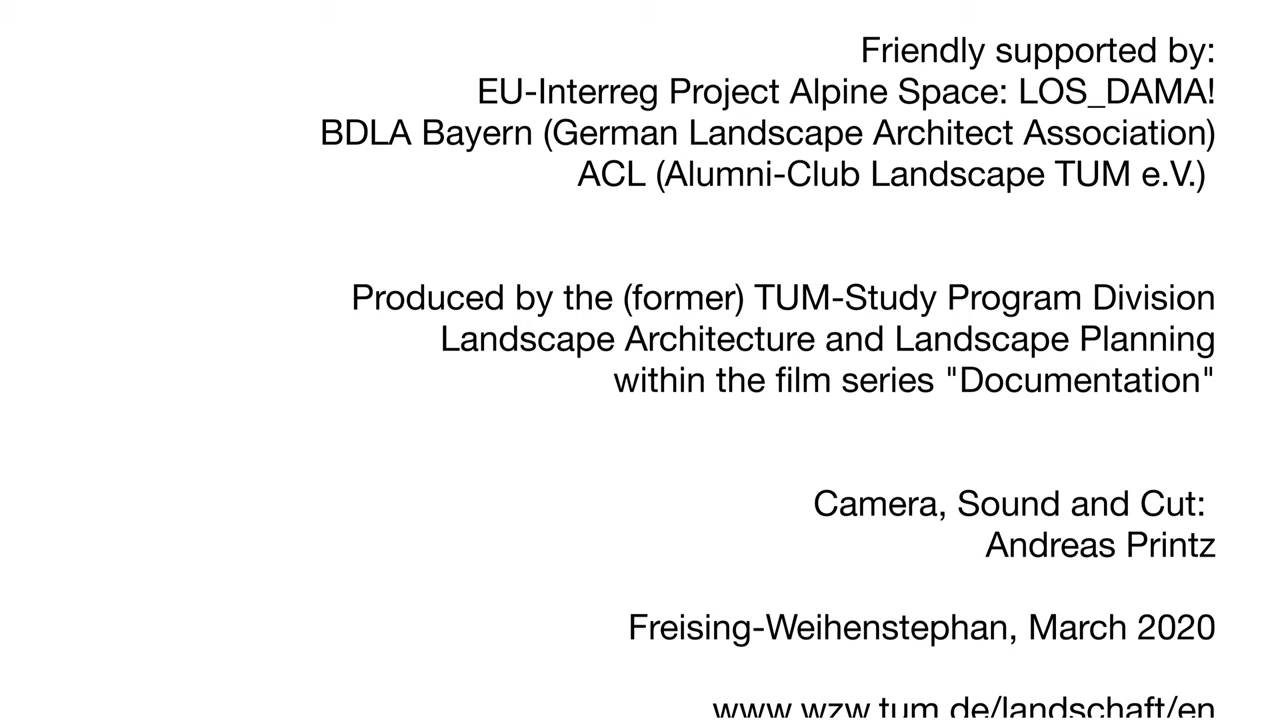 Friendly supported by:
EU-Interreg Project Alpine Space: LOS_DAMA!
BDLA Bayern (German Landscape Architect Association)
ACL (Alumni-Club Landscape TUM e.V.)
Produced by the (former) TUM-Study Program Division
Landscape Architecture and Landscape Planning
within the film series "Documentation"
Camera, Sound and Cut:
Andreas Printz
Freising-Weihenstephan, March 2020
www.wzw.tum.de/landschaft/en